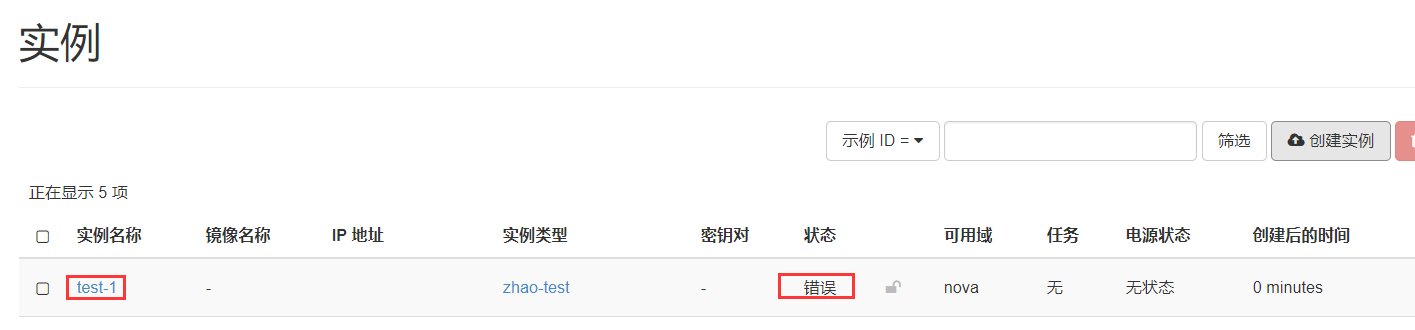 实例
示例 ID = 筛选 创建实例
正在显示 5 项
实例名称 镜像名称 IP 地址 实例类型 密钥对 状态 可用域 任务 电源状态 创建后的时间
test-1 - zhao-test - 错误 nova 无 无状态 0 minutes